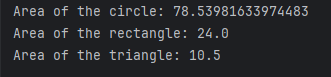 Area of the circle: 78.53981633974483
Area of the rectangle: 24.0
Area of the triangle: 10.5